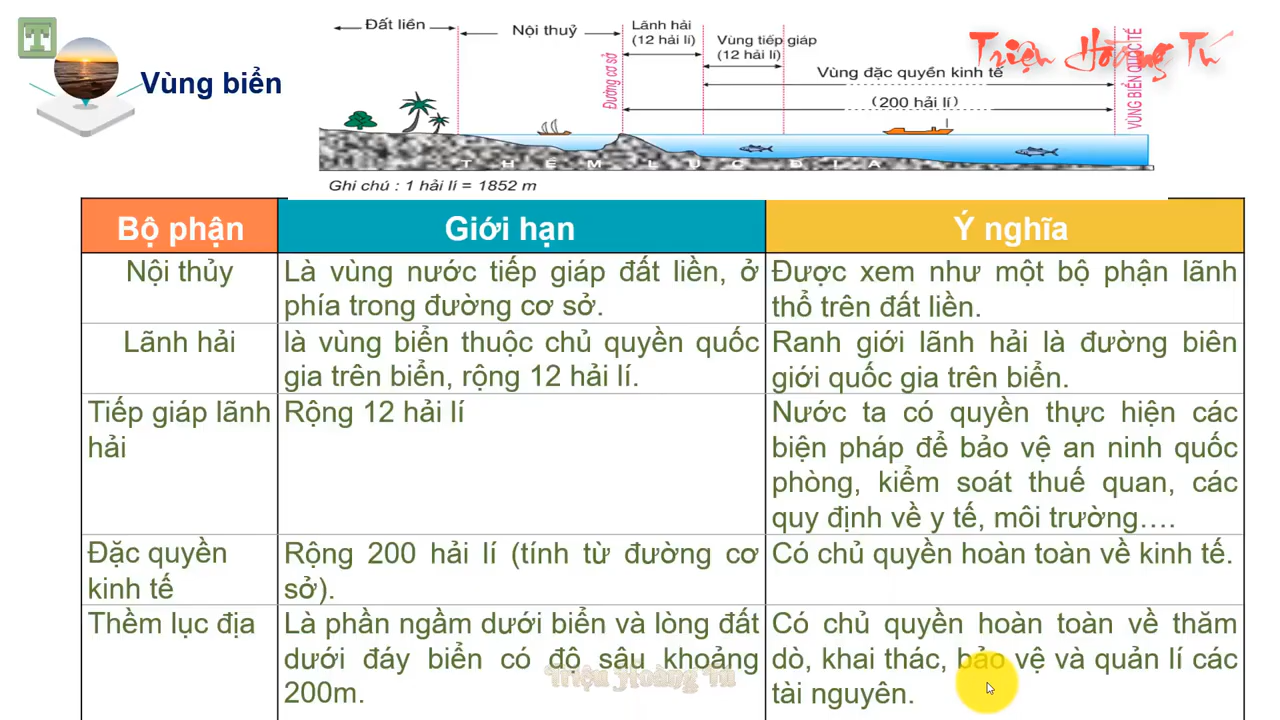 T
Vùng biển
Đất liền
Nội thuỷ
Lãnh hải
(12 hải lí)
Vùng tiếp giáp
(12 hải lí)
Vùng đặc quyền kinh tế
(200 hải lí)
Đường cơ sở
VÙNG BIỂN QUỐC TẾ
Triệu Hoàng Tú
THỀM LỤC ĐỊA
Ghi chú : 1 hải lí = 1852 m
Bộ phận
Giới hạn
Ý nghĩa
Nội thủy
Là vùng nước tiếp giáp đất liền, ở
phía trong đường cơ sở.
Được xem như một bộ phận lãnh
thổ trên đất liền.
Lãnh hải
là vùng biển thuộc chủ quyền quốc
gia trên biển, rộng 12 hải lí.
Ranh giới lãnh hải là đường biên
giới quốc gia trên biển.
Tiếp giáp lãnh
hải
Rộng 12 hải lí
Nước ta có quyền thực hiện các
biện pháp để bảo vệ an ninh quốc
phòng, kiểm soát thuế quan, các
quy định về y tế, môi trường….
Đặc quyền
kinh tế
Rộng 200 hải lí (tính từ đường cơ
sở).
Có chủ quyền hoàn toàn về kinh tế.
Thềm lục địa
Là phần ngầm dưới biển và lòng đất
dưới đáy biển có độ sâu khoảng
200m.
Có chủ quyền hoàn toàn về thăm
dò, khai thác, bảo vệ và quản lí các
tài nguyên.
Triệu Hoàng Tú